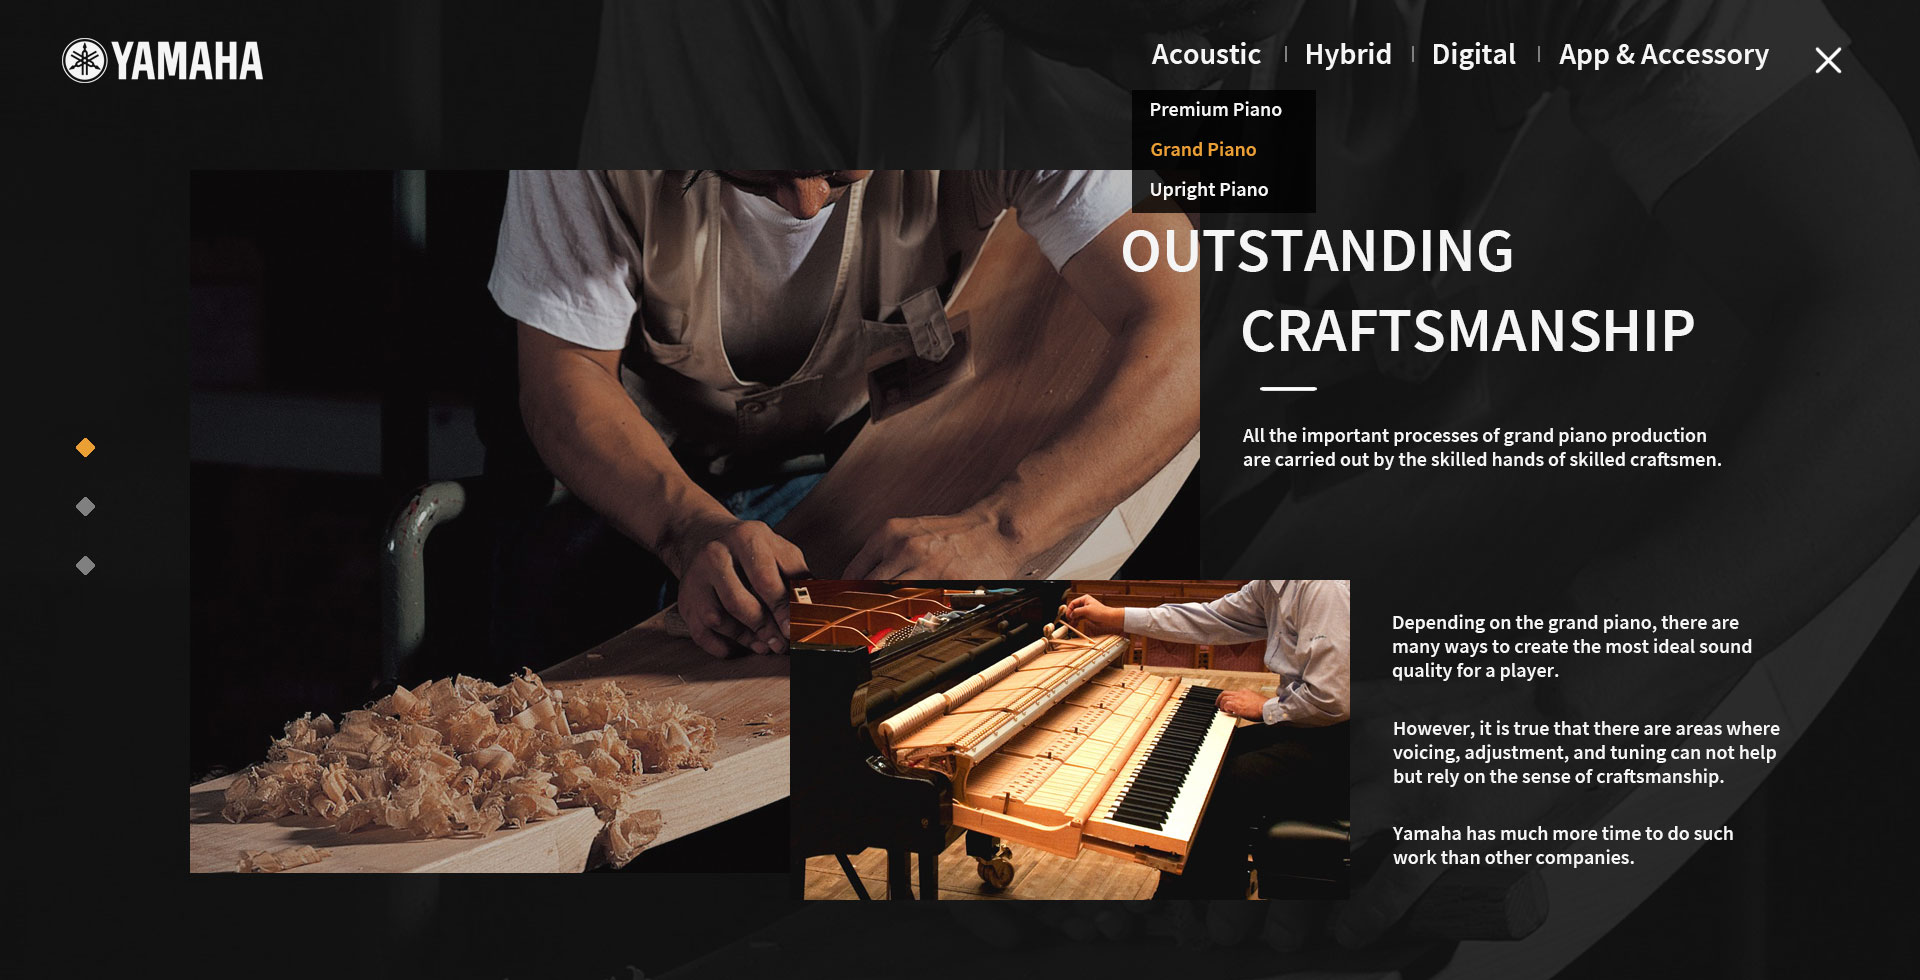 YAMAHA
Acoustic
Hybrid
Digital
App & Accessory
Premium Piano
Grand Piano
Upright Piano
OUTSTANDING
CRAFTSMANSHIP
All the important processes of grand piano production
are carried out by the skilled hands of skilled craftsmen.
Depending on the grand piano, there are
many ways to create the most ideal sound
quality for a player.
However, it is true that there are areas where
voicing, adjustment, and tuning can not help
but rely on the sense of craftsmanship.
Yamaha has much more time to do such
work than other companies.